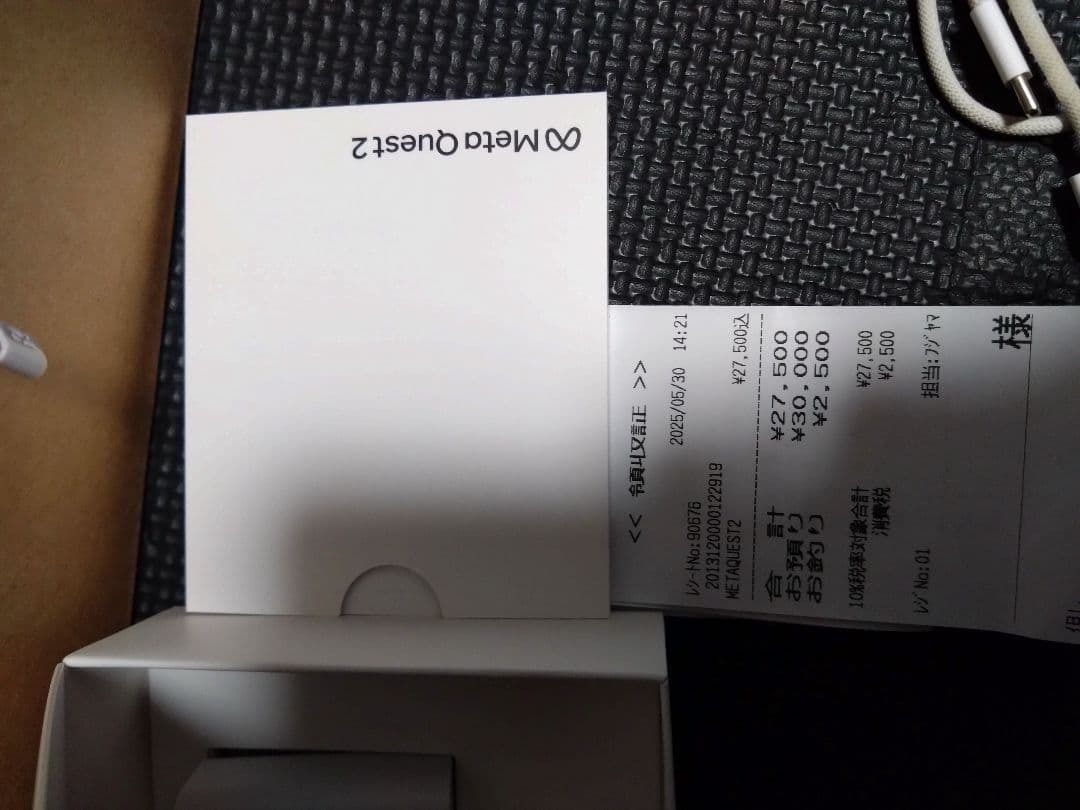 Meta Quest 2
<< 領収証 >>
2025/05/30 14:21
ﾚｼｰﾄNo:90676
2013120000122919
METAQUEST2 ¥27,500込
合 計 ¥27,500
お預り ¥30,000
お釣り ¥2,500
10%税率対象合計 ¥27,500
消費税 ¥2,500
ﾚｼﾞNo:01 担当:ﾌｼﾞﾔﾏ
様